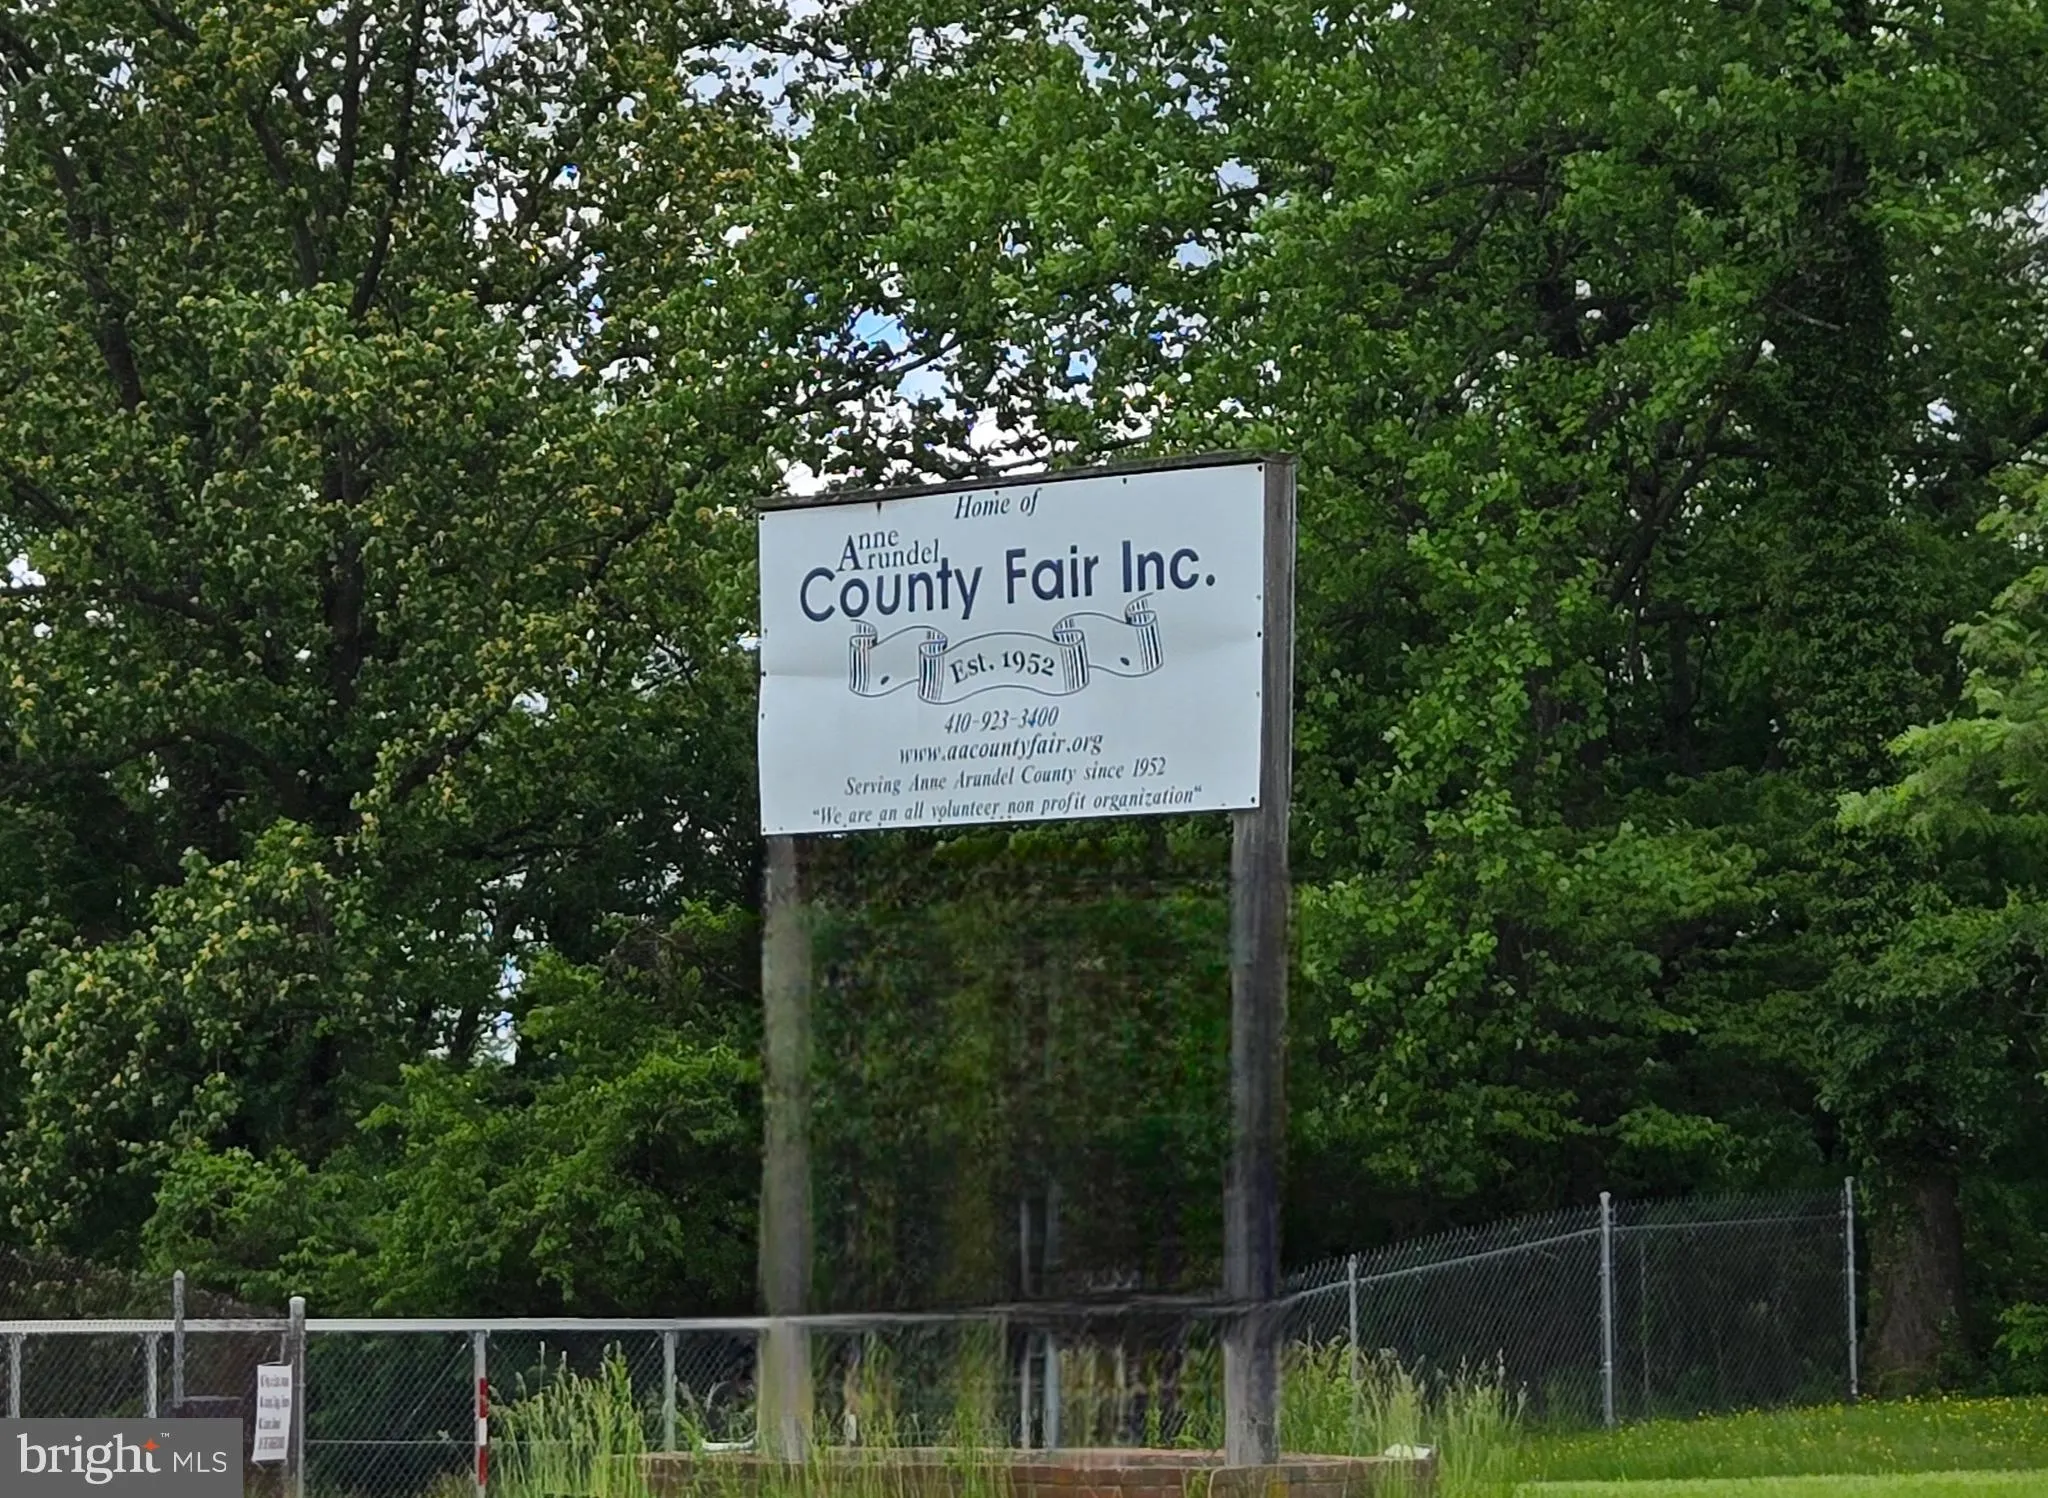 Home of
Anne
Arundel
County Fair Inc.
Est. 1952
410-923-3400
www.aacountyfair.org
Serving Anne Arundel County since 1952
"We are an all volunteer non profit organization"
bright™ MLS